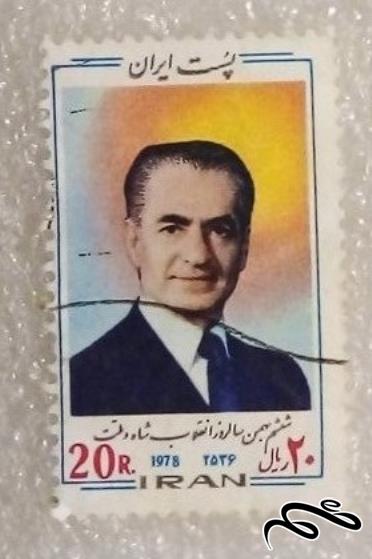 پست ایران
ششم بهمن سالروز انقلاب شاه و ملت
20R. 1978 ۲۵۳۶ ۲۰ ریال
IRAN